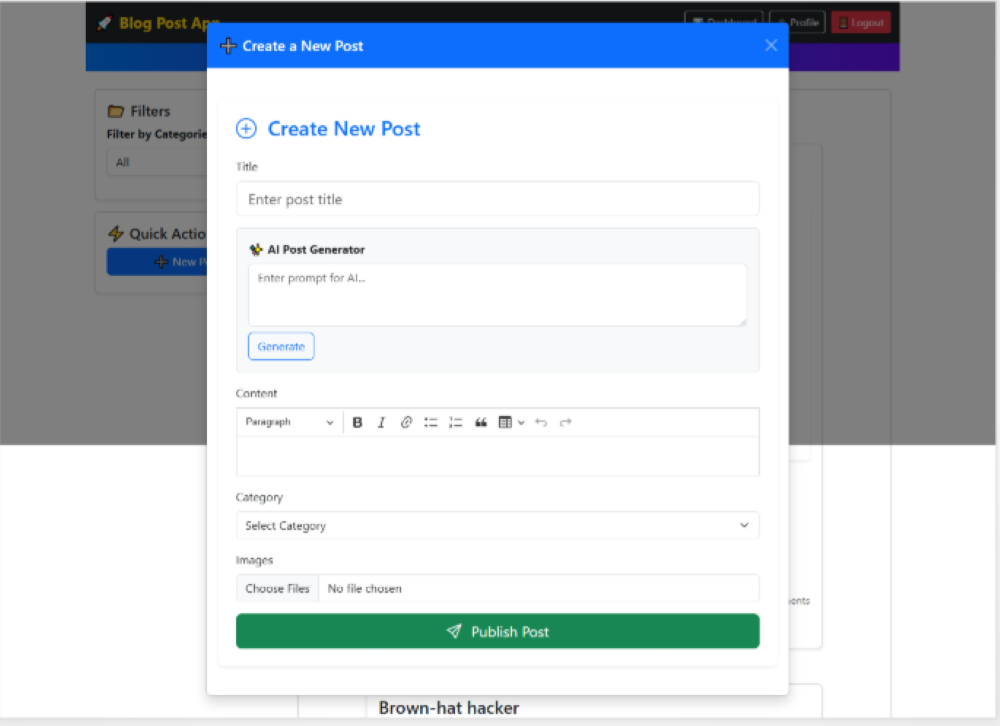 Blog Post App
Dashboard
Profile
Logout
Create a New Post
Filters
Filter by Categorie
All
Quick Actio
New P
Create New Post
Title
Enter post title
AI Post Generator
Enter prompt for AI...
Generate
Content
Paragraph
B I
Category
Select Category
Images
Choose Files No file chosen
ents
Publish Post
Brown-hat hacker